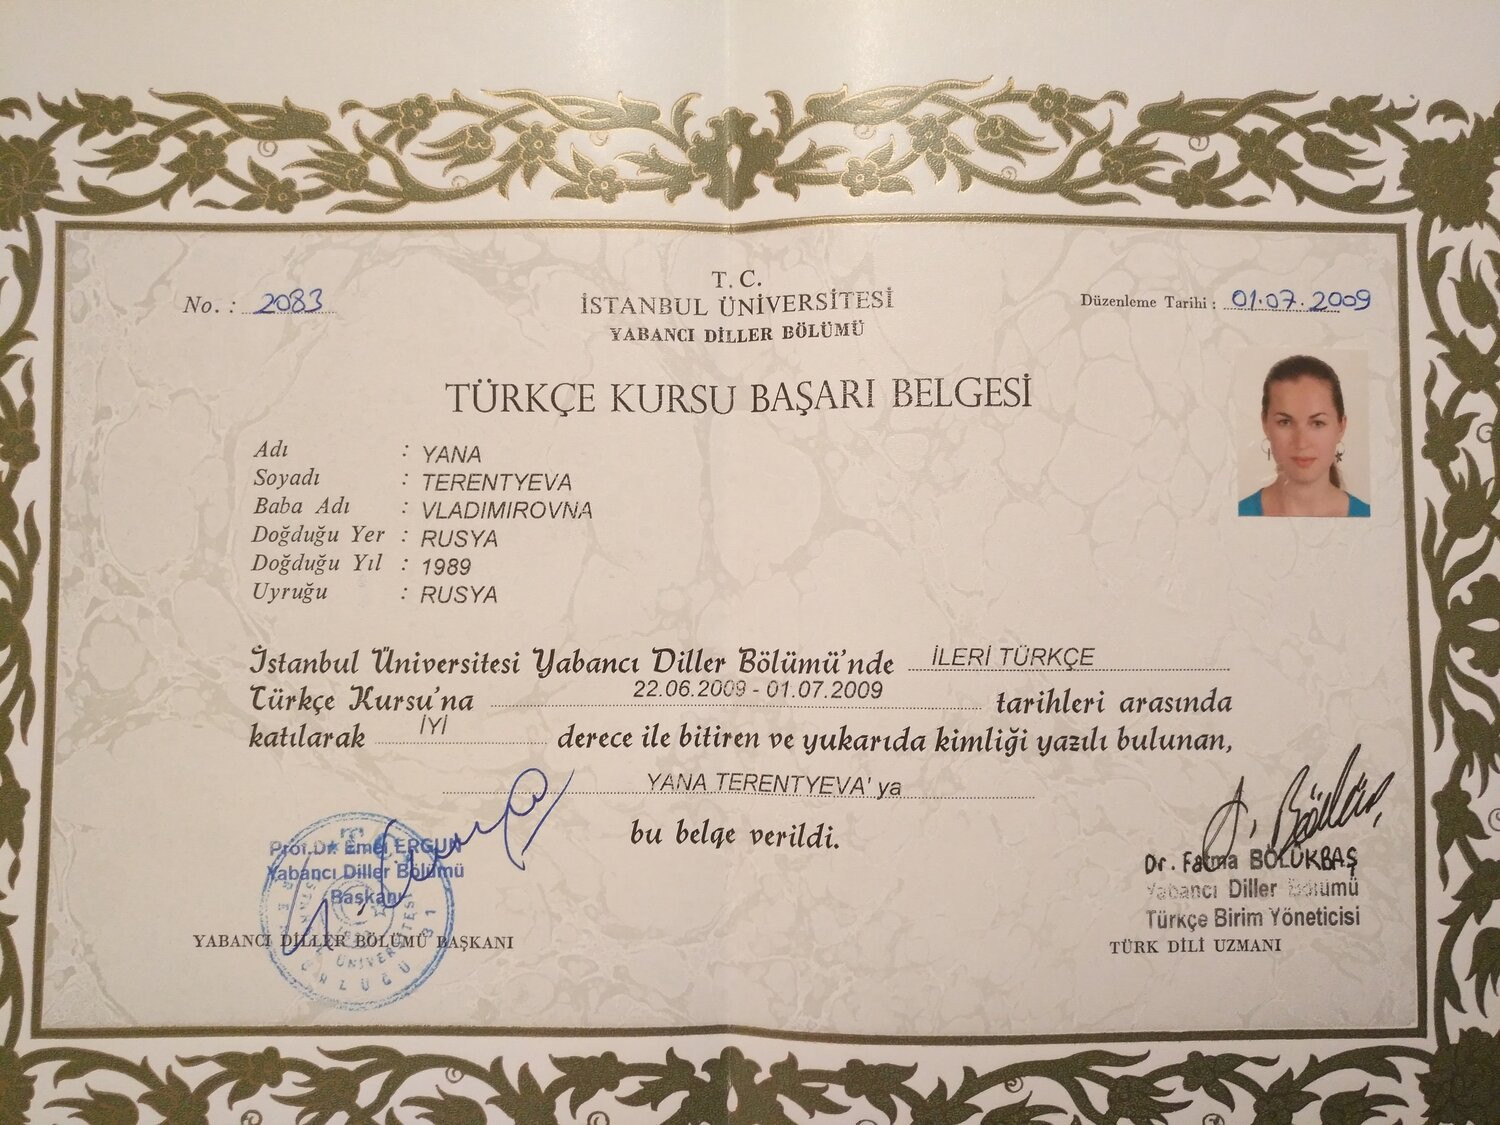 No. : 2083
T. C.
İSTANBUL ÜNİVERSİTESİ
YABANCI DİLLER BÖLÜMÜ
Düzenleme Tarihi : 01.07.2009
TÜRKÇE KURSU BAŞARI BELGESİ
Adı : YANA
Soyadı : TERENTYEVA
Baba Adı : VLADIMIROVNA
Doğduğu Yer : RUSYA
Doğduğu Yıl : 1989
Uyruğu : RUSYA
İstanbul Üniversitesi Yabancı Diller Bölümü'nde İLERİ TÜRKÇE
Türkçe Kursu'na 22.06.2009 - 01.07.2009 tarihleri arasında
katılarak İYİ derece ile bitiren ve yukarıda kimliği yazılı bulunan,
YANA TERENTYEVA' ya
bu belge verildi.
Prof.Dr. Emel ERGUN
Yabancı Diller Bölümü
Başkanı
YABANCI DİLLER BÖLÜMÜ BAŞKANI
Dr. Fatma BÖLÜKBAŞ
Yabancı Diller Bölümü
Türkçe Birim Yöneticisi
TÜRK DİLİ UZMANI